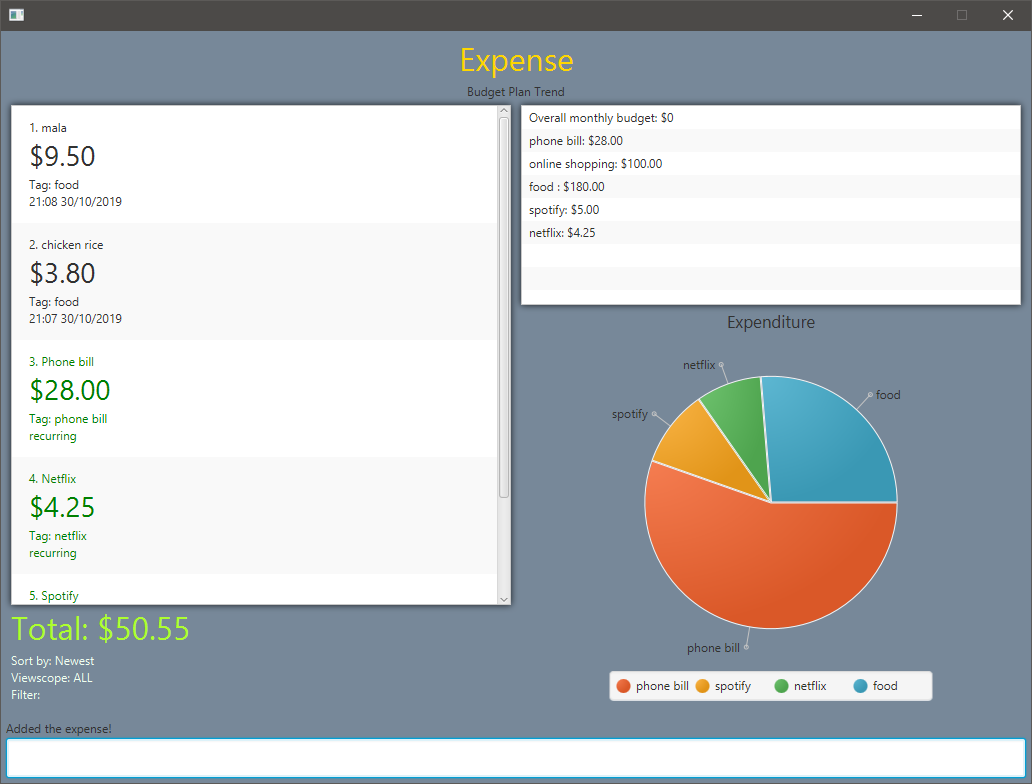 Expense
Budget Plan Trend
1. mala
$9.50
Tag: food
21:08 30/10/2019
2. chicken rice
$3.80
Tag: food
21:07 30/10/2019
3. Phone bill
$28.00
Tag: phone bill
recurring
4. Netflix
$4.25
Tag: netflix
recurring
5. Spotify
Total: $50.55
Sort by: Newest
Viewscope: ALL
Filter:
Overall monthly budget: $0
phone bill: $28.00
online shopping: $100.00
food : $180.00
spotify: $5.00
netflix: $4.25
Expenditure
netflix
food
spotify
phone bill
phone bill spotify netflix food
Added the expense!